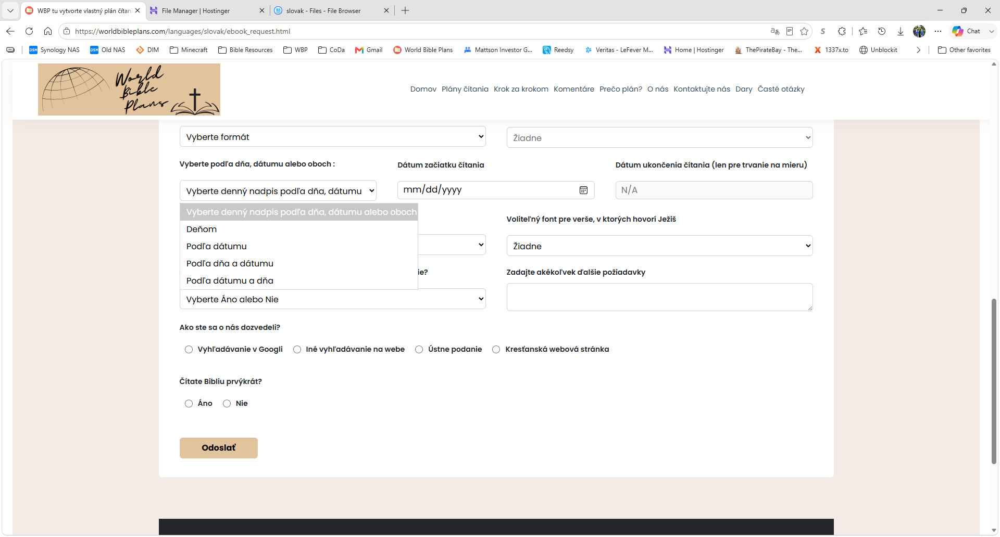 WBP tu vytvorte vlastný plán čítan
File Manager | Hostinger
slovak - Files - File Browser
https://worldbibleplans.com/languages/slovak/ebook_request.html
Chat
Synology NAS
Old NAS
DIM
Minecraft
Bible Resources
WBP
CoDa
Gmail
World Bible Plans
Mattson Investor G...
Reedsy
Veritas - LeFever M...
Home | Hostinger
ThePirateBay - The...
1337x.to
Unblockit
Other favorites
World
Bible
Plans
Domov Plány čítania Krok za krokom Komentáre Prečo plán? O nás Kontaktujte nás Dary Časté otázky
Vyberte formát
Žiadne
Vyberte podľa dňa, dátumu alebo oboch :
Dátum začiatku čítania
Dátum ukončenia čítania (len pre trvanie na mieru)
Vyberte denný nadpis podľa dňa, dátumu
mm/dd/yyyy
N/A
Vyberte denný nadpis podľa dňa, dátumu alebo oboch
Deňom
Podľa dátumu
Podľa dňa a dátumu
Podľa dátumu a dňa
Voliteľný font pre verše, v ktorých hovorí Ježiš
Žiadne
ie?
Zadajte akékoľvek ďalšie požiadavky
Vyberte Áno alebo Nie
Ako ste sa o nás dozvedeli?
Vyhľadávanie v Googli
Iné vyhľadávanie na webe
Ústne podanie
Kresťanská webová stránka
Čítate Bibliu prvýkrát?
Áno
Nie
Odoslať